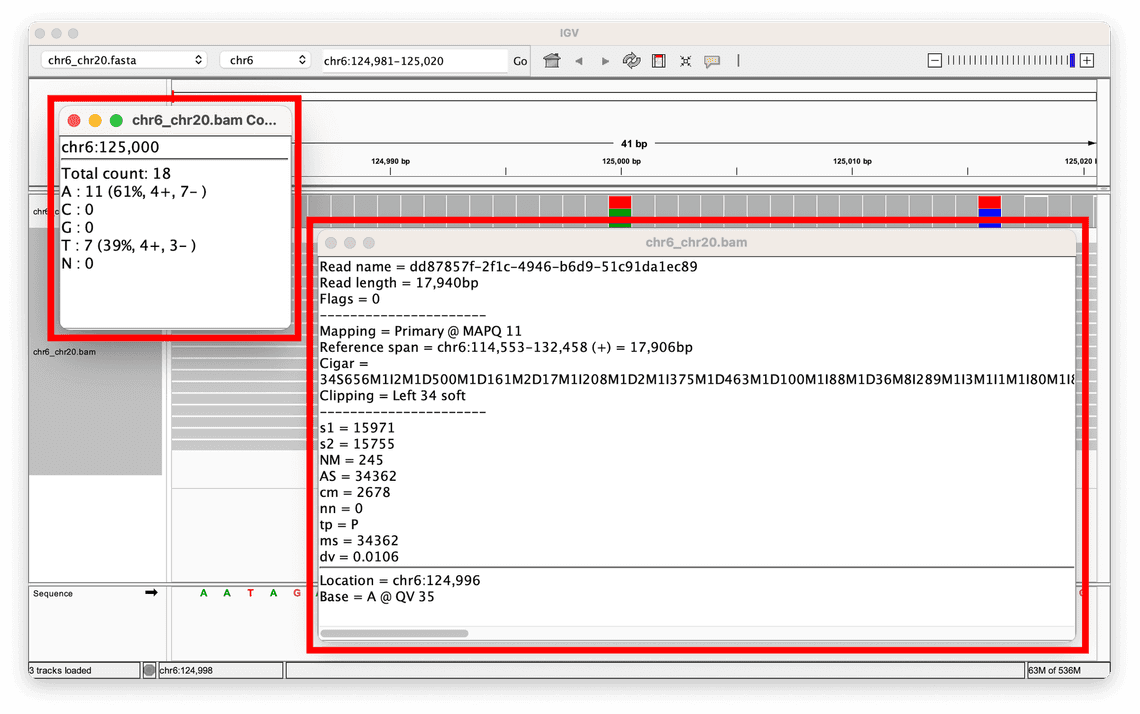 IGV
chr6_chr20.fasta chr6 chr6:124,981-125,020 Go
chr6_chr20.bam Co...
chr6:125,000
Total count: 18
A : 11 (61%, 4+, 7- )
C : 0
G : 0
T : 7 (39%, 4+, 3- )
N : 0
41 bp
124,990 bp 125,000 bp 125,010 bp 125,020
chr6_chr20.bam
Read name = dd87857f-2f1c-4946-b6d9-51c91da1ec89
Read length = 17,940bp
Flags = 0
----------------------
Mapping = Primary @ MAPQ 11
Reference span = chr6:114,553-132,458 (+) = 17,906bp
Cigar =
34S656M1I2M1D500M1D161M2D17M1I208M1D2M1I375M1D463M1D100M1I88M1D36M8I289M1I3M1I1M1I80M1I8
Clipping = Left 34 soft
----------------------
s1 = 15971
s2 = 15755
NM = 245
AS = 34362
cm = 2678
nn = 0
tp = P
ms = 34362
dv = 0.0106
Location = chr6:124,996
Base = A @ QV 35
chr6_chr20.bam
Sequence A A T A G
3 tracks loaded chr6:124,998 63M of 536M